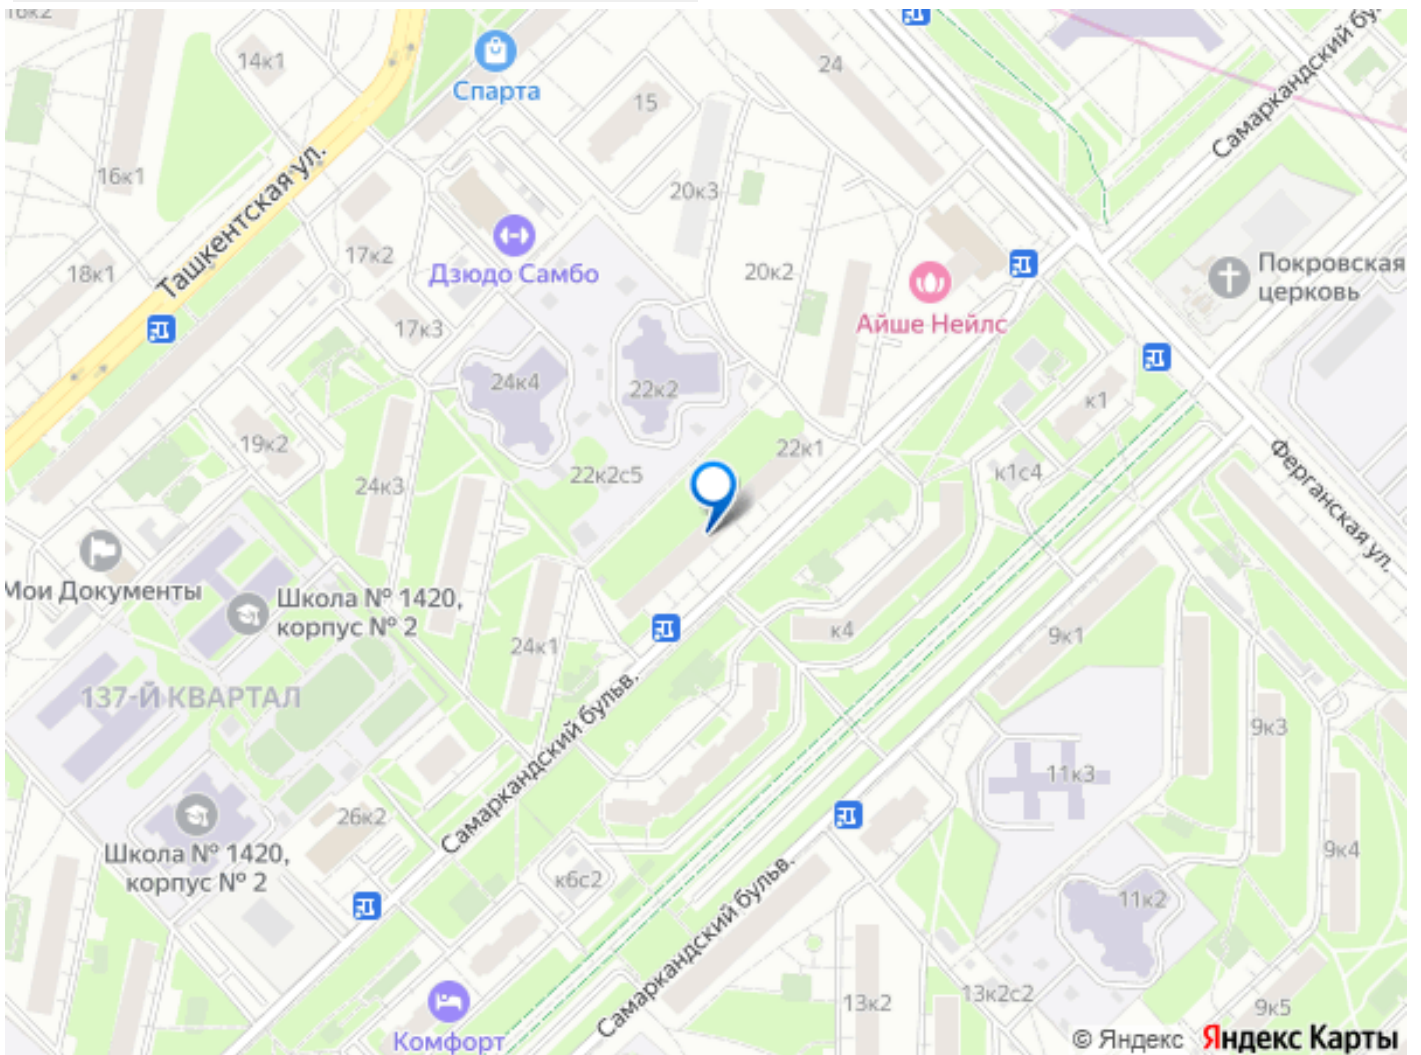 16к2
14к1
Спарта
24
15
Самаркандский бул.
16к1
Ташкентская ул.
20к3
17к2
Дзюдо Самбо
18к1
20к2
Покровская
церковь
17к3
Айше Нейлс
24к4
22к2
к1
19к2
22к1
24к3
22к2с5
к1с4
Ферганская ул.
Мои Документы
Школа № 1420,
корпус № 2
24к1
к4
9к1
137-Й КВАРТАЛ
Самаркандский бульв.
9к3
11к3
26к2
Школа № 1420,
корпус № 2
к6с2
9к4
Самаркандский бульв.
11к2
13к2
13к2с2
9к5
Комфорт
© Яндекс Яндекс Карты